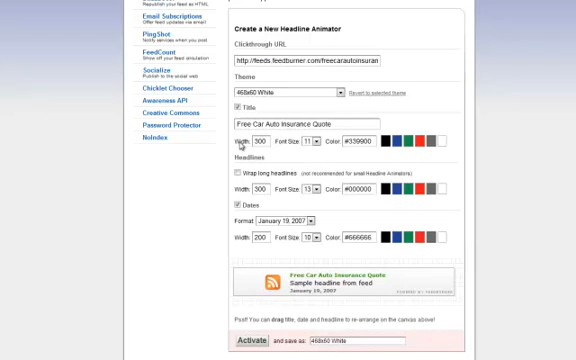 Publish your RSS as HTML
Email Subscriptions
Offer feed updates via email
PingShot
Notify services when you post
FeedCount
Show off your feed circulation
Socialize
Publish to the social web
Chicklet Chooser
Awareness API
Creative Commons
Password Protector
NoIndex
Create a New Headline Animator
Clickthrough URL
http://feeds.feedburner.com/freecarautoinsuran
Theme
468x60 White Revert to selected theme
Title
Free Car Auto Insurance Quote
Width: 300 Font Size: 11 Color: #339900
Headlines
Wrap long headlines (not recommended for small Headline Animators)
Width: 300 Font Size: 13 Color: #000000
Dates
Format: January 19, 2007
Width: 200 Font Size: 10 Color: #666666
Free Car Auto Insurance Quote
Sample headline from feed
January 19, 2007
POWERED BY FEEDBURNER
Psst! You can drag title, date and headline to re-arrange on the canvas above!
Activate and save as: 468x60 White